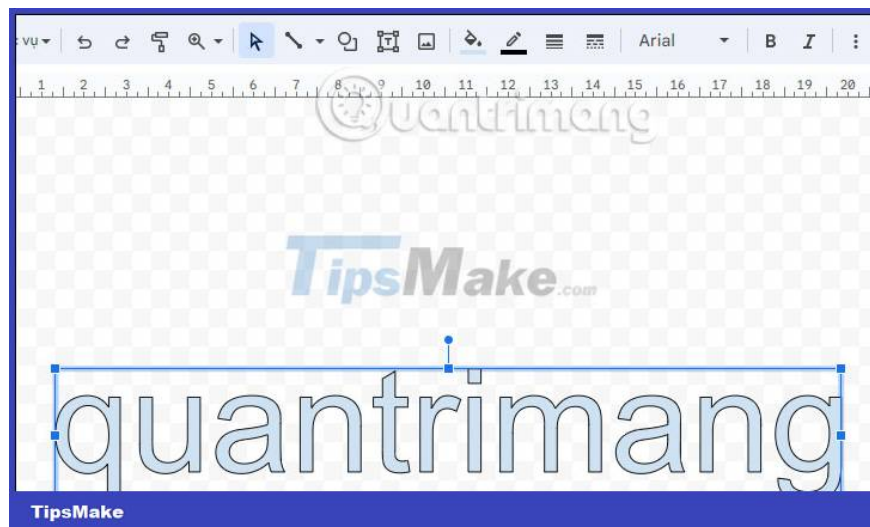 vụ Arial B I
1 2 3 4 5 6 7 8 9 10 11 12 13 14 15 16 17 18 19 20
Quantrimang
TipsMake.com
quantrimang
TipsMake